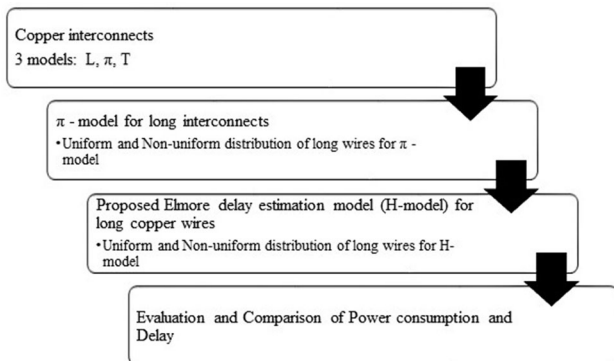 Copper interconnects
3 models: L, π, T
π - model for long interconnects
•Uniform and Non-uniform distribution of long wires for π -
model
Proposed Elmore delay estimation model (H-model) for
long copper wires
•Uniform and Non-uniform distribution of long wires for H-
model
Evaluation and Comparison of Power consumption and
Delay